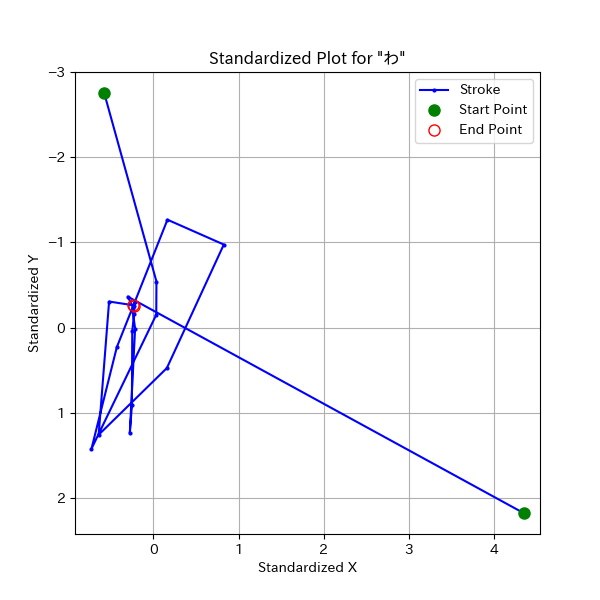 Standardized Plot for "わ"
Stroke
Start Point
End Point
−3
−2
−1
0
1
2
Standardized Y
0 1 2 3 4
Standardized X